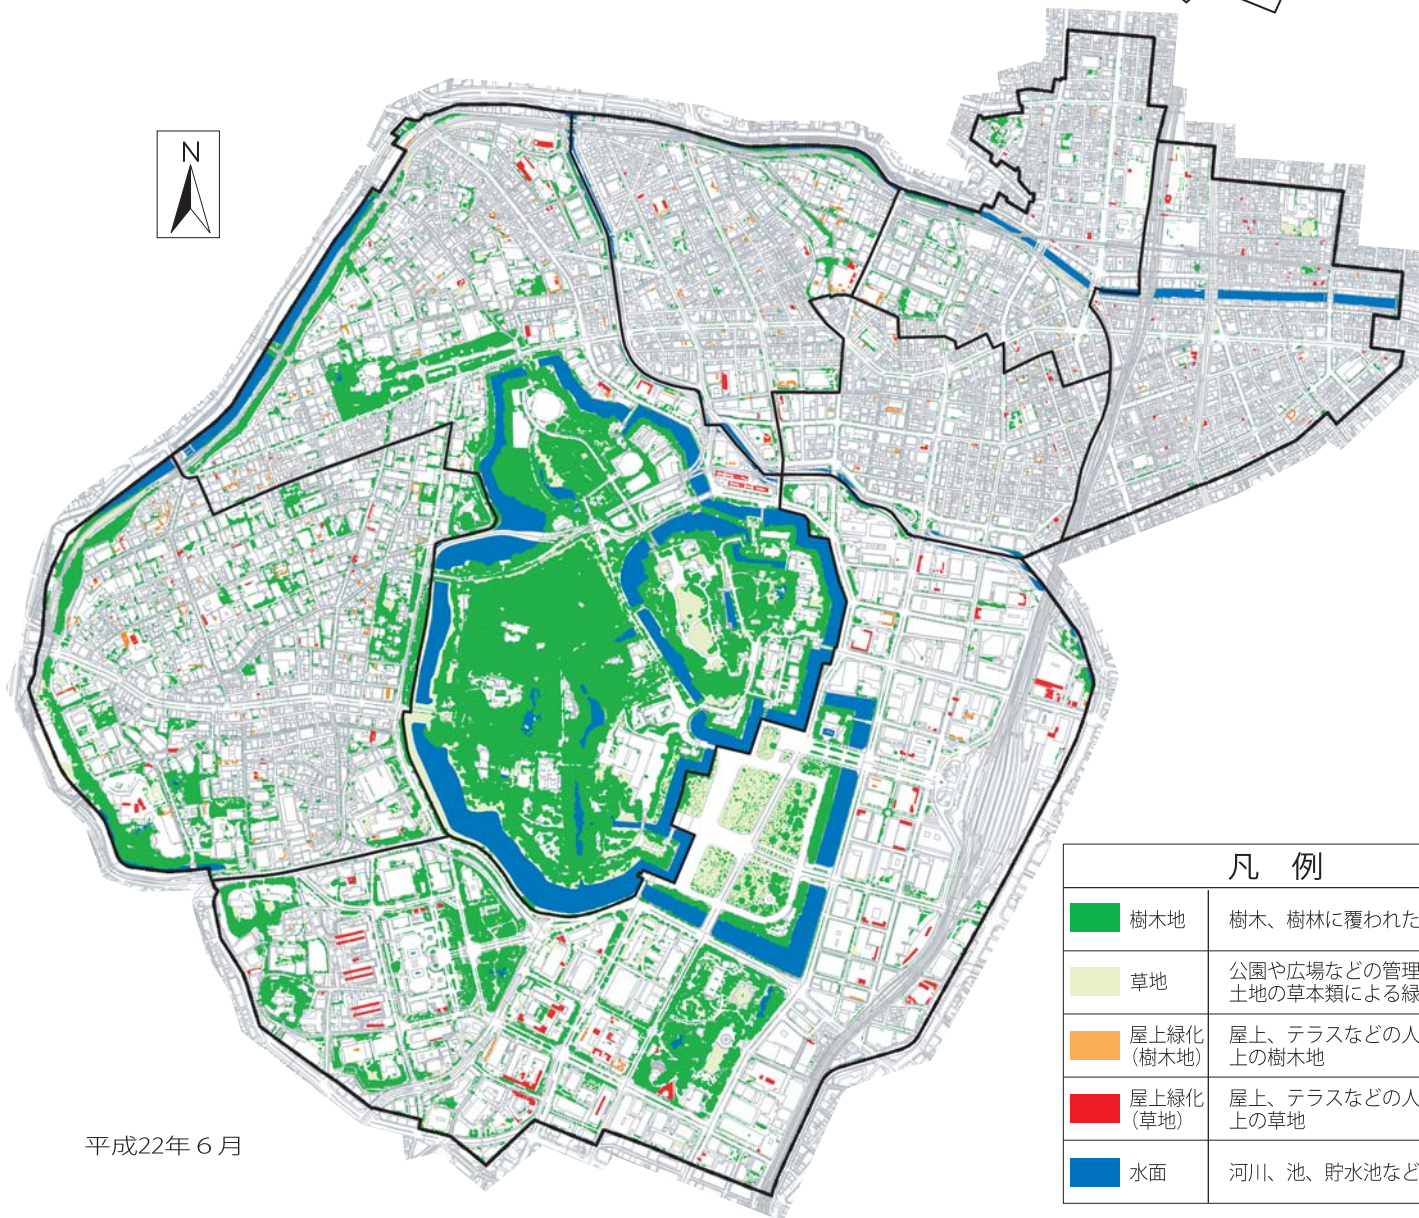 N
凡 例
樹木地
樹木、樹林に覆われた
草地
公園や広場などの管理
土地の草本類による緑
屋上緑化
(樹木地)
屋上、テラスなどの人
上の樹木地
屋上緑化
(草地)
屋上、テラスなどの人
上の草地
水面
河川、池、貯水池など
平成22年6月